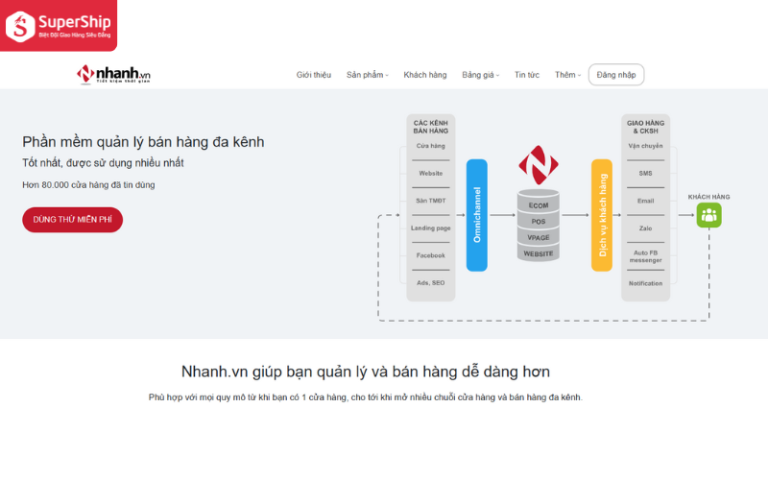 SuperShip
Biệt Đội Giao Hàng Siêu Đẳng
nhanh.vn
Tiết kiệm thời gian
Giới thiệu
Sản phẩm
Khách hàng
Bảng giá
Tin tức
Thêm
Đăng nhập
Phần mềm quản lý bán hàng đa kênh
Tốt nhất, được sử dụng nhiều nhất
Hơn 80.000 cửa hàng đã tin dùng
DÙNG THỬ MIỄN PHÍ
CÁC KÊNH
BÁN HÀNG
Cửa hàng
Website
Sàn TMĐT
Landing page
Facebook
Ads, SEO
Omnichannel
ECOM
POS
VPAGE
WEBSITE
Dịch vụ khách hàng
GIAO HÀNG
& CKSH
Vận chuyển
SMS
Email
Zalo
Auto FB
messenger
Notification
KHÁCH HÀNG
Nhanh.vn giúp bạn quản lý và bán hàng dễ dàng hơn
Phù hợp với mọi quy mô từ khi bạn có 1 cửa hàng, cho tới khi mở nhiều chuỗi cửa hàng và bán hàng đa kênh.